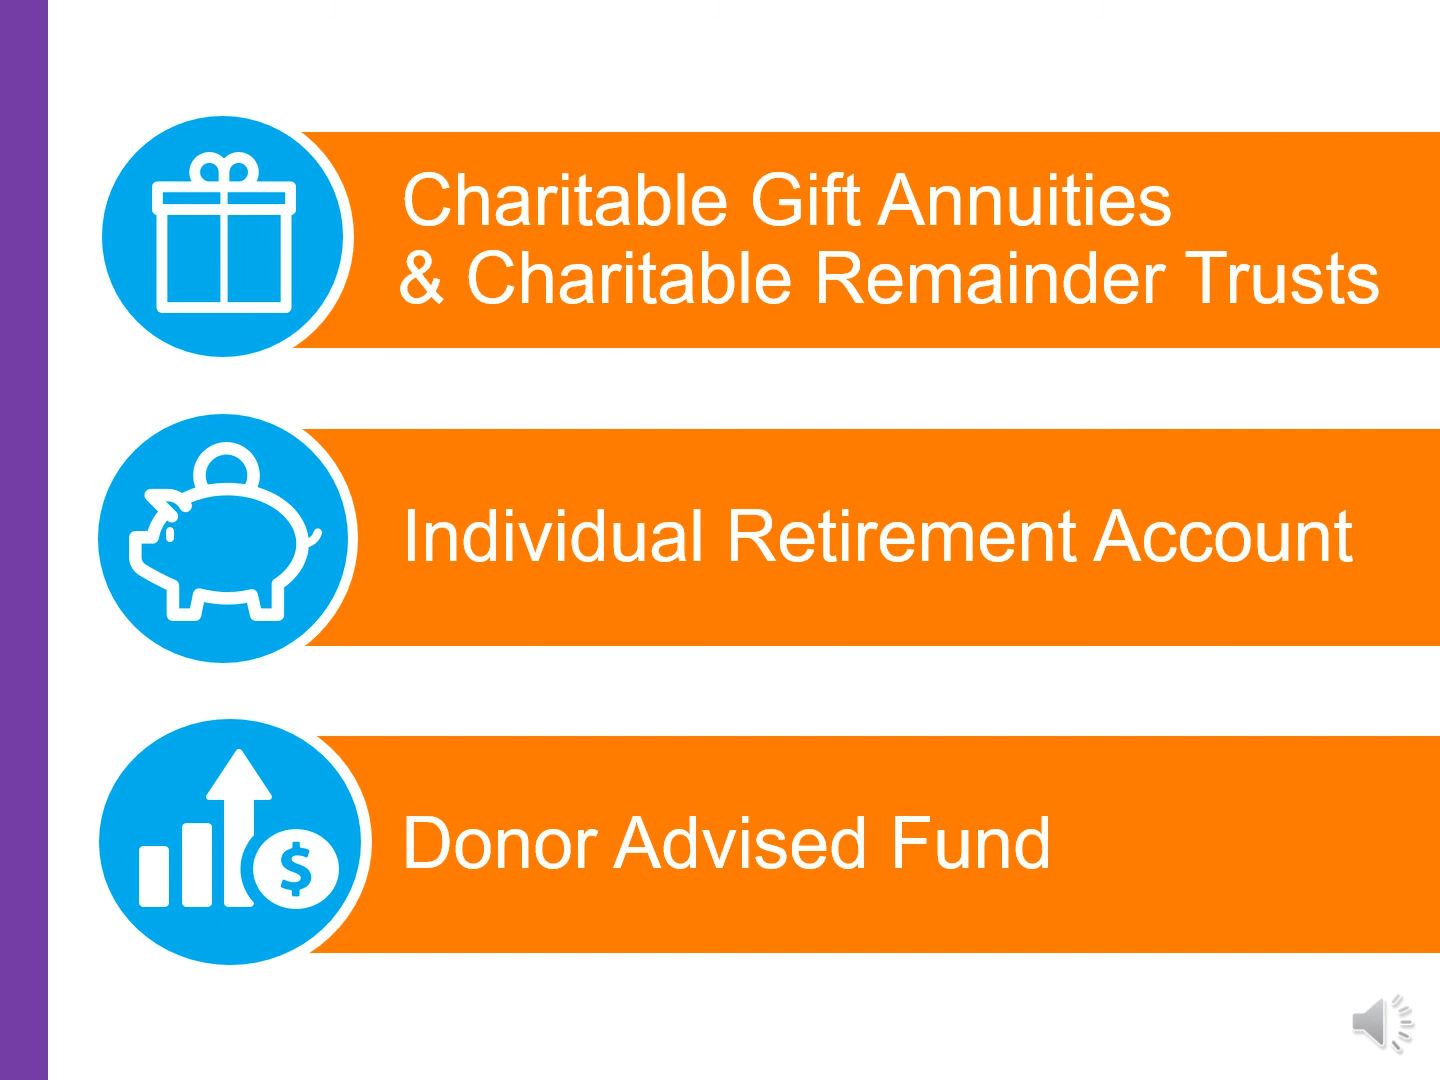 Charitable Gift Annuities
& Charitable Remainder Trusts
Individual Retirement Account
$
Donor Advised Fund